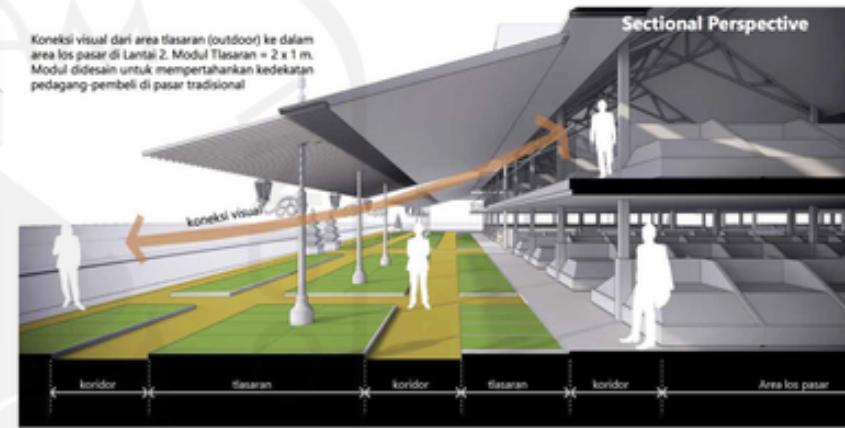 Sectional Perspective
Koneksi visual dari area tlasaran (outdoor) ke dalam
area los pasar di Lantai 2. Modul Tlasaran = 2 x 1 m.
Modul didesain untuk mempertahankan kedekatan
pedagang-pembeli di pasar tradisional
koneksi visual
koridor
tlasaran
koridor
tlasaran
koridor
Area los pasar